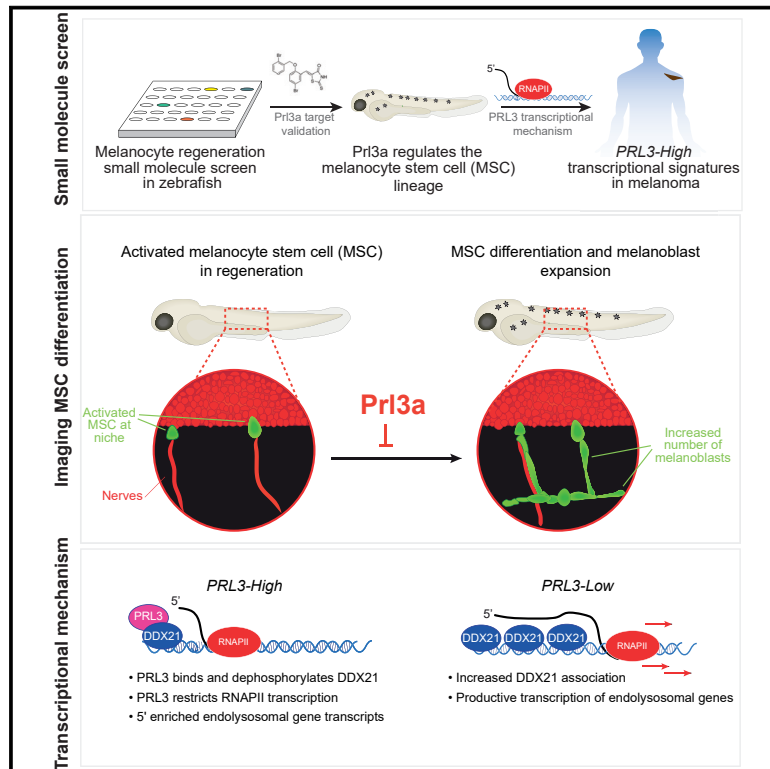 Small molecule screen
Br
O
O
NH
S
S
Br
Prl3a target
validation
5'
RNAPII
PRL3 transcriptional
mechanism
Melanocyte regeneration
small molecule screen
in zebrafish
Prl3a regulates the
melanocyte stem cell (MSC)
lineage
PRL3-High
transcriptional signatures
in melanoma
Imaging MSC differentiation
Activated melanocyte stem cell (MSC)
in regeneration
MSC differentiation and melanoblast
expansion
Activated
MSC at
niche
Nerves
Prl3a
Increased
number of
melanoblasts
Transcriptional mechanism
PRL3-High
PRL3
DDX21
5'
RNAPII
• PRL3 binds and dephosphorylates DDX21
• PRL3 restricts RNAPII transcription
• 5' enriched endolysosomal gene transcripts
PRL3-Low
5'
DDX21 DDX21 DDX21
RNAPII
• Increased DDX21 association
• Productive transcription of endolysosomal genes